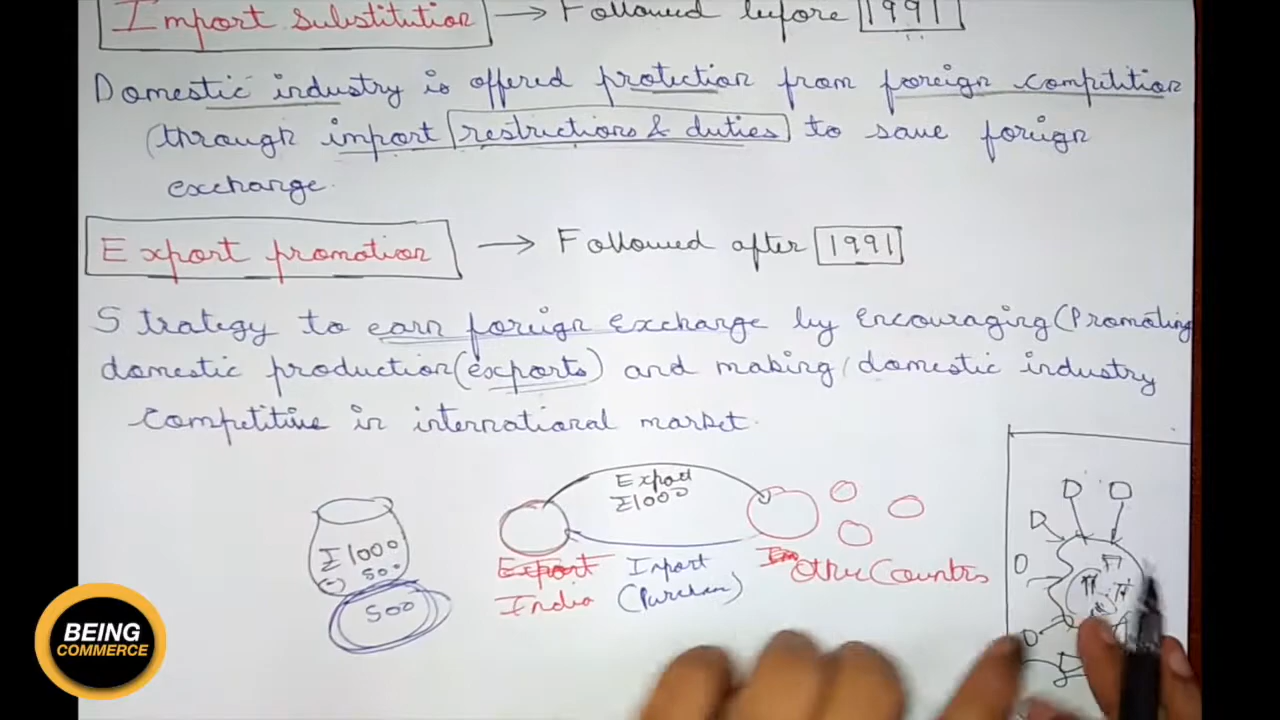 Import substitution → Followed before 1991
Domestic industry is offered protection from foreign competition
(through import restrictions & duties to save foreign
exchange.
Export promotion → Followed after 1991
Strategy to earn foreign exchange by encouraging (Promoting
domestic production (exports) and making domestic industry
competitive in international market.
Export
₹1000
₹1000
500
500
Export
India
Import
(Purchase)
Other Countries
BEING
COMMERCE